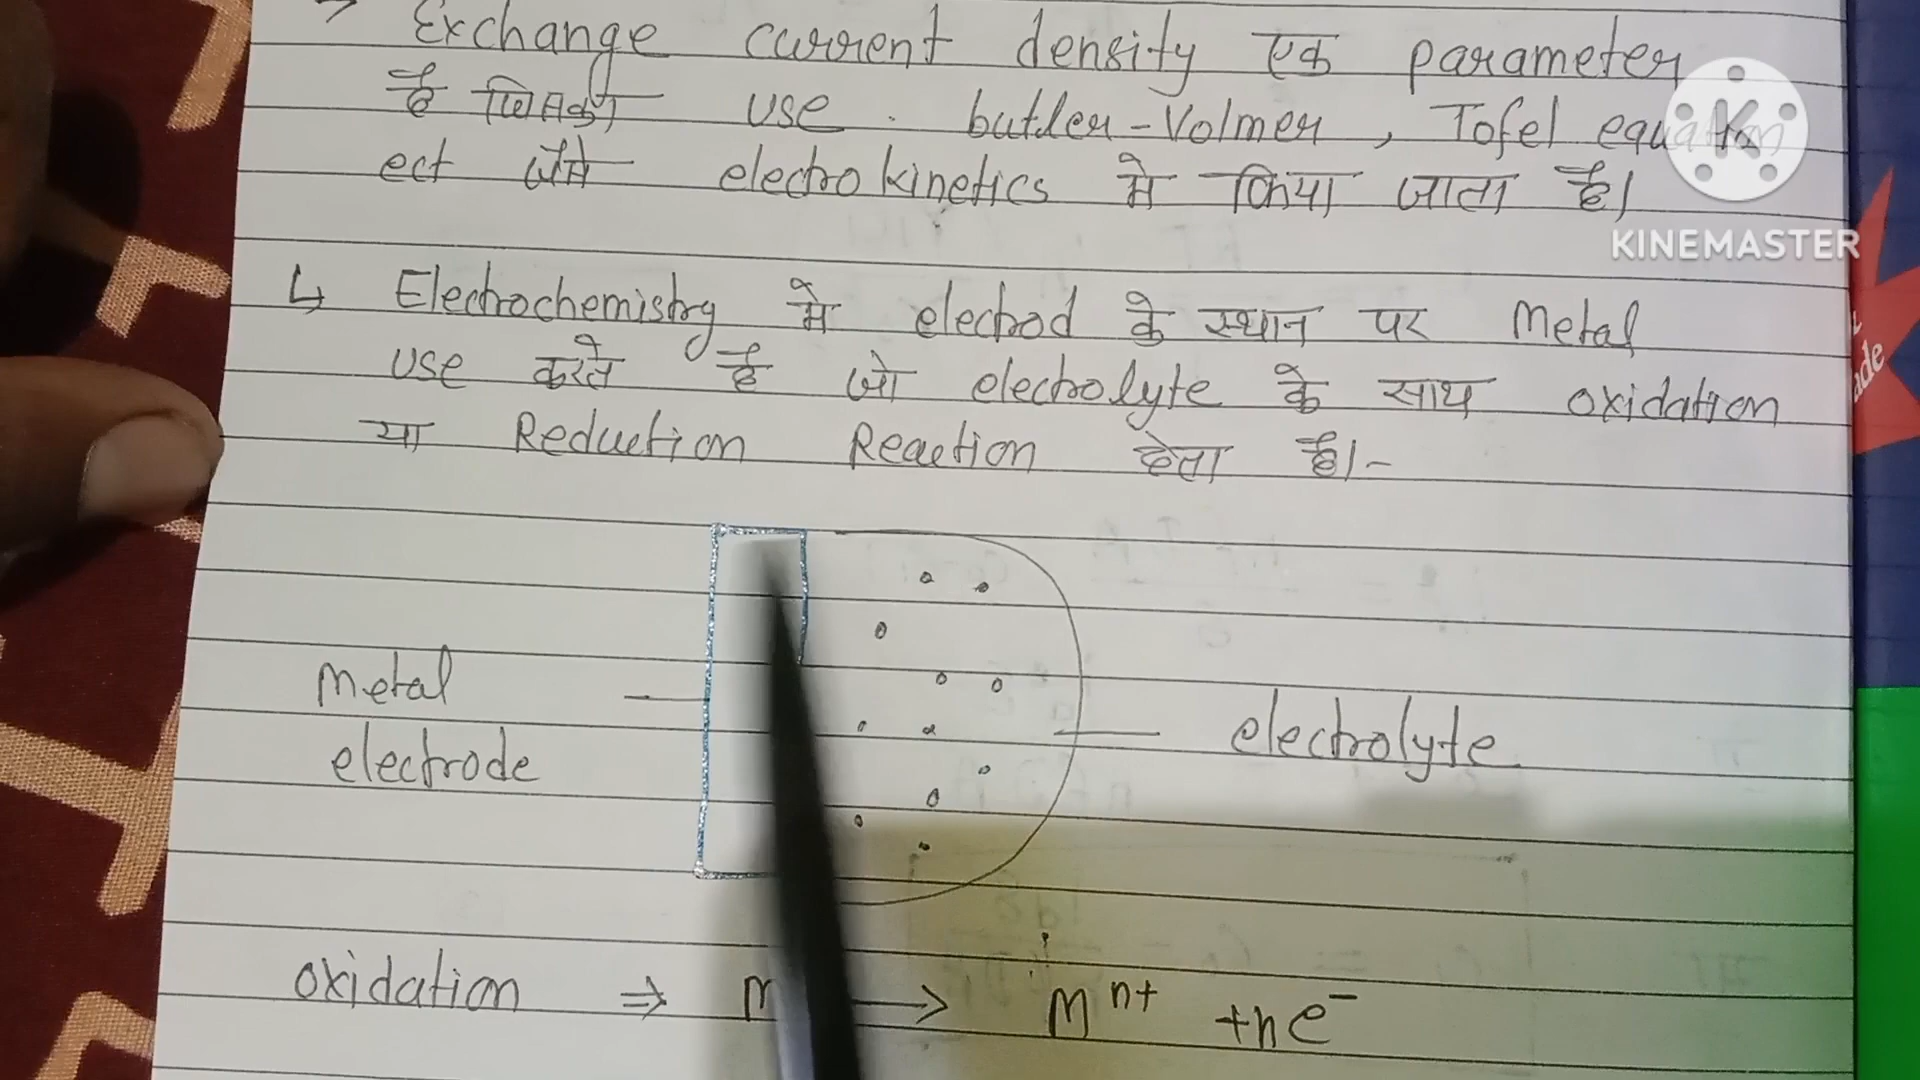 → Exchange current density एक parameter
है जिसका use butler-Volmer, Tofel equation
ect जैसे electrokinetics मे किया जाता है।
KINEMASTER
↳ Electrochemistry मे electrod के स्थान पर Metal
use करते है जो electrolyte के साथ oxidation
या Reduction Reaction देता है।-
Metal
electrode
electrolyte
oxidation ⇒ M → M^n+ +ne^-